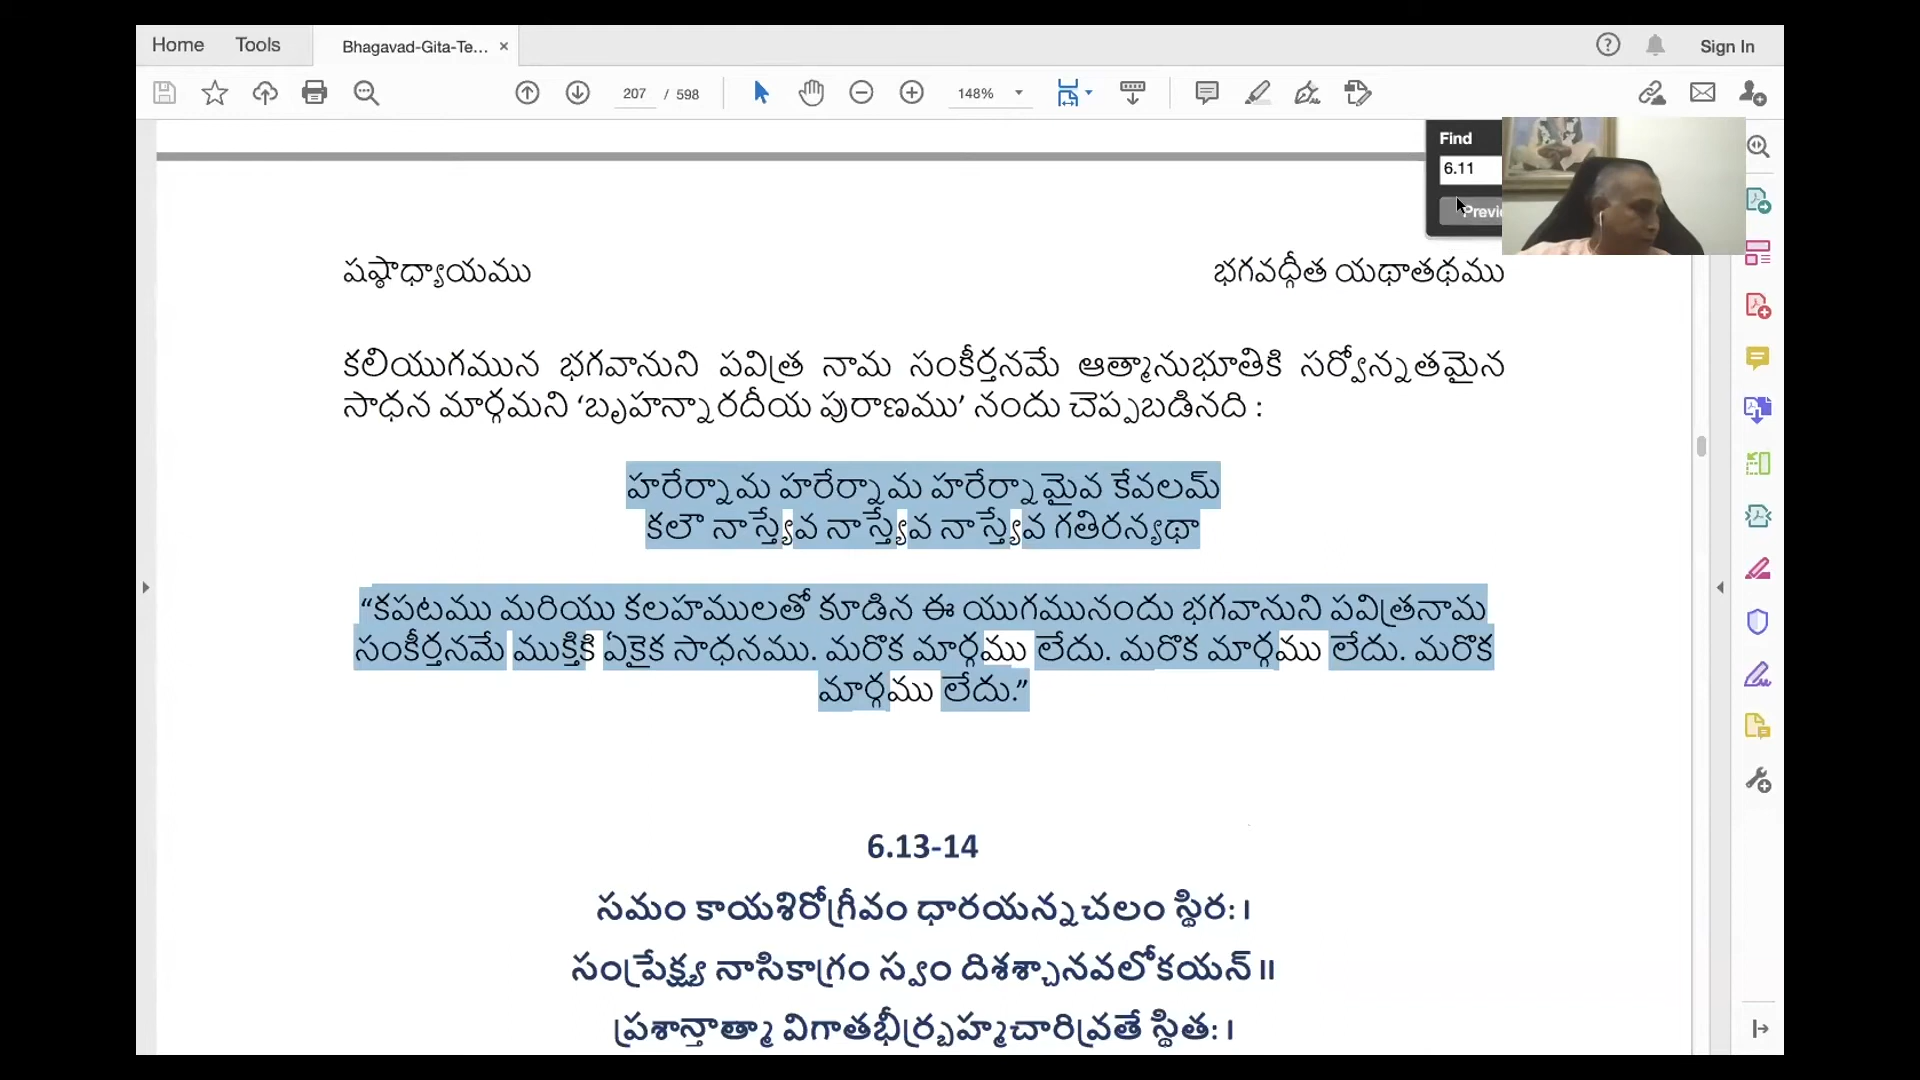 Home Tools Bhagavad-Gita-Te... × Sign In
207 / 598 148%
Find
6.11
Previ
షష్ఠాధ్యాయము భగవద్గీత యథాతథము
కలియుగమున భగవానుని పవిత్ర నామ సంకీర్తనమే ఆత్మానుభూతికి సర్వోన్నతమైన
సాధన మార్గమని ‘బృహన్నారదీయ పురాణము’ నందు చెప్పబడినది :
హరేర్నామ హరేర్నామ హరేర్నామైవ కేవలమ్
కలౌ నాస్త్యేవ నాస్త్యేవ నాస్త్యేవ గతిరన్యథా
“కపటము మరియు కలహములతో కూడిన ఈ యుగమునందు భగవానుని పవిత్రనామ
సంకీర్తనమే ముక్తికి ఏకైక సాధనము. మరొక మార్గము లేదు. మరొక మార్గము లేదు. మరొక
మార్గము లేదు.”
6.13-14
సమం కాయశిరోగ్రీవం ధారయన్నచలం స్థిర: ।
సంప్రేక్ష్య నాసికాగ్రం స్వం దిశశ్చానవలోకయన్ ॥
ప్రశాన్తాత్మా విగాతభీర్బ్రహ్మచారివ్రతే స్థిత: ।